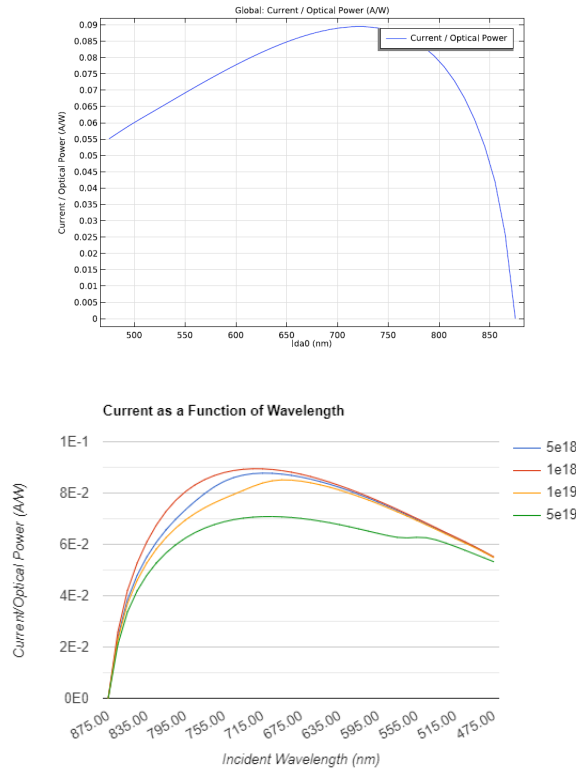 Global: Current / Optical Power (A/W)
Current / Optical Power
Current / Optical Power (A/W)
0.09
0.085
0.08
0.075
0.07
0.065
0.06
0.055
0.05
0.045
0.04
0.035
0.03
0.025
0.02
0.015
0.01
0.005
0
500 550 600 650 700 750 800 850
lda0 (nm)
Current as a Function of Wavelength
Current/Optical Power (A/W)
1E-1
8E-2
6E-2
4E-2
2E-2
0E0
5e18
1e18
1e19
5e19
875.00 835.00 795.00 755.00 715.00 675.00 635.00 595.00 555.00 515.00 475.00
Incident Wavelength (nm)